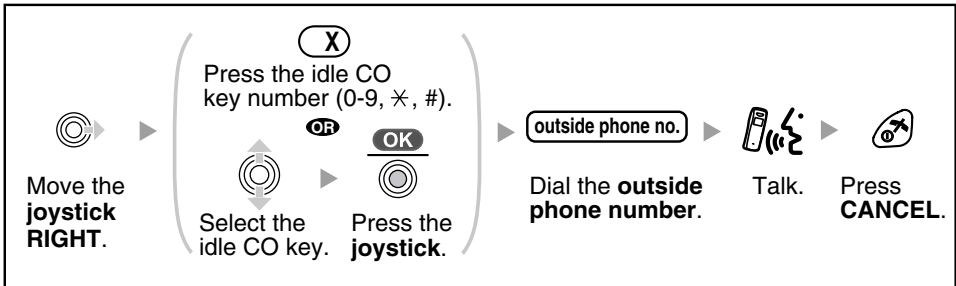 X
Press the idle CO
key number (0-9, ✳, #).
OR
OK
outside phone no.
Move the
joystick
RIGHT.
Select the
idle CO key.
Press the
joystick.
Dial the outside
phone number.
Talk.
Press
CANCEL.